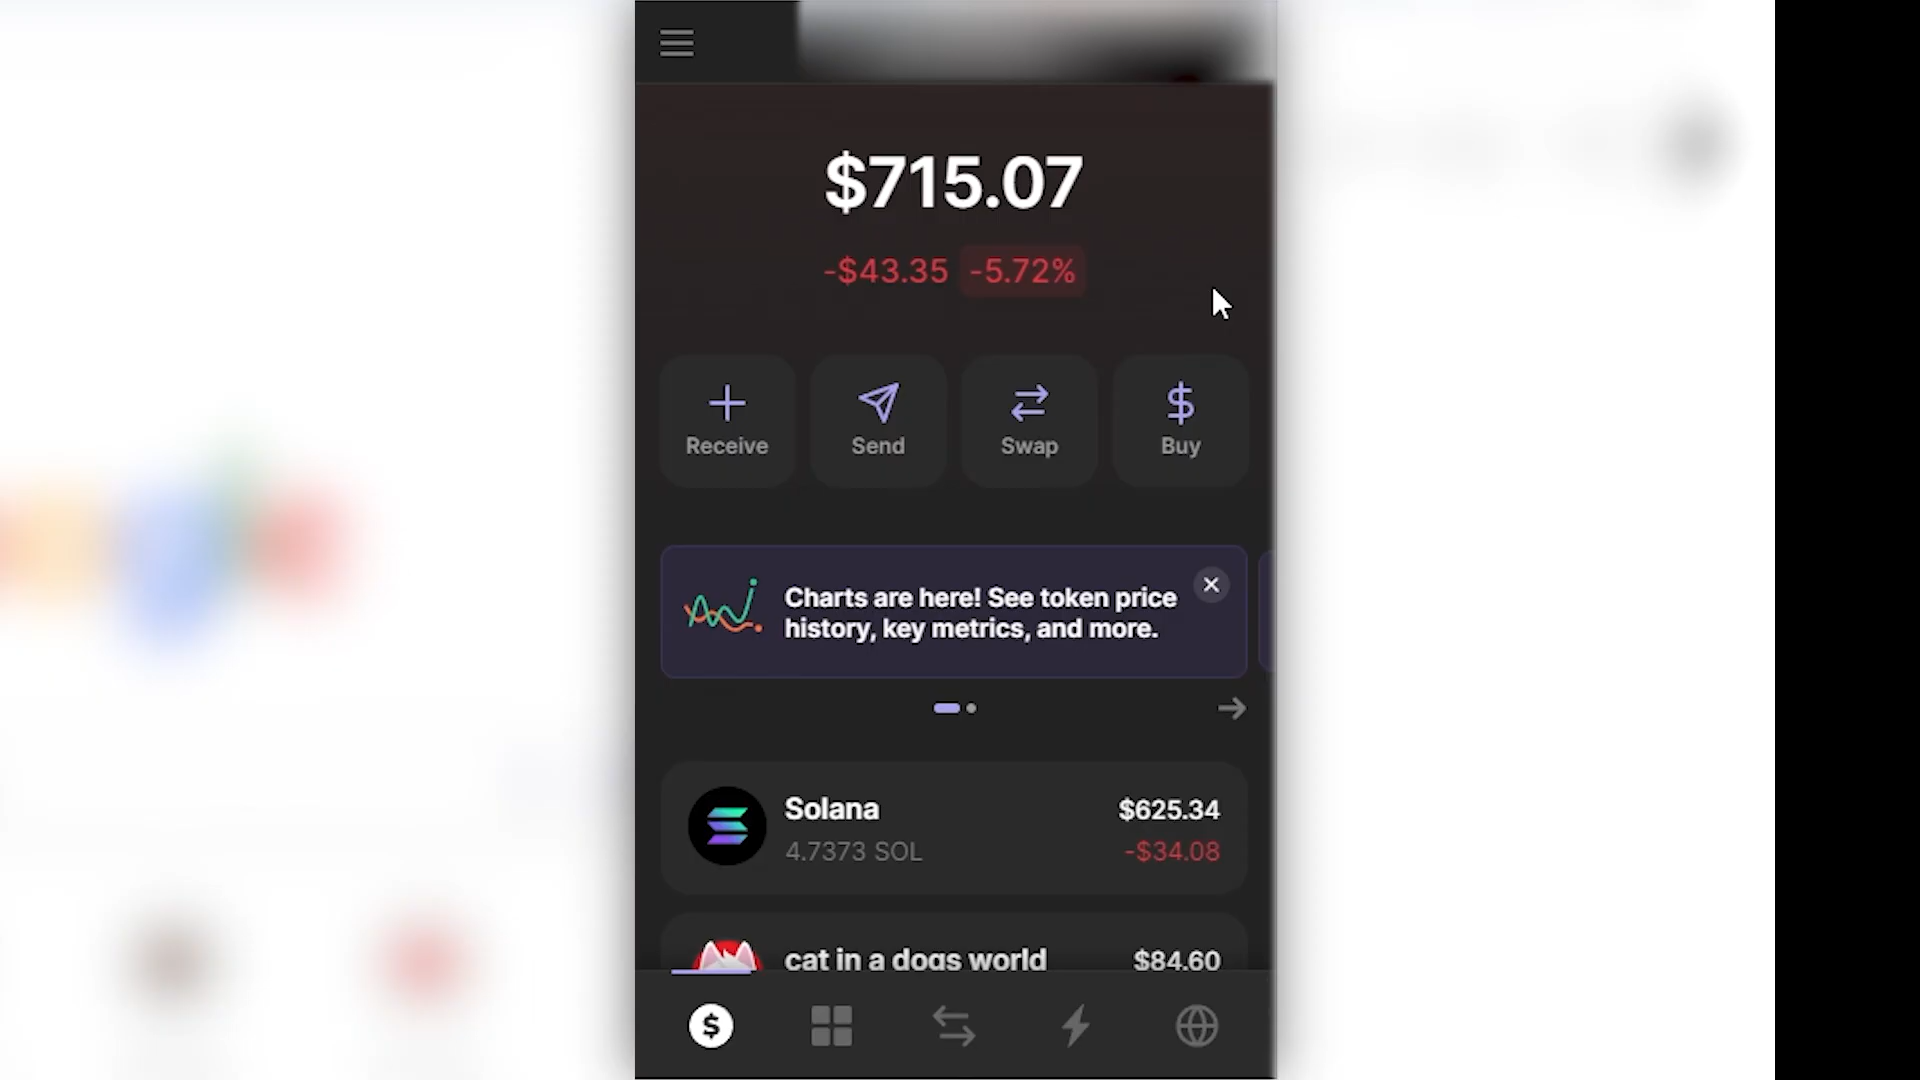 $715.07
-$43.35 -5.72%
Receive Send Swap Buy
Charts are here! See token price
history, key metrics, and more.
Solana $625.34
4.7373 SOL -$34.08
cat in a dogs world $84.60